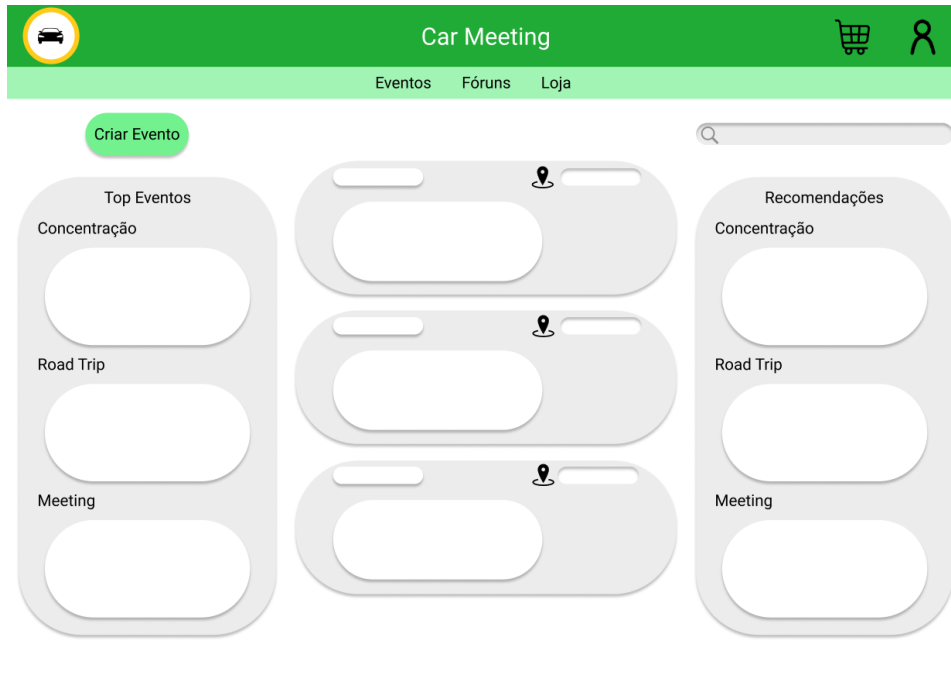 Car Meeting
Eventos Fóruns Loja
Criar Evento
Top Eventos
Concentração
Road Trip
Meeting
Recomendações
Concentração
Road Trip
Meeting